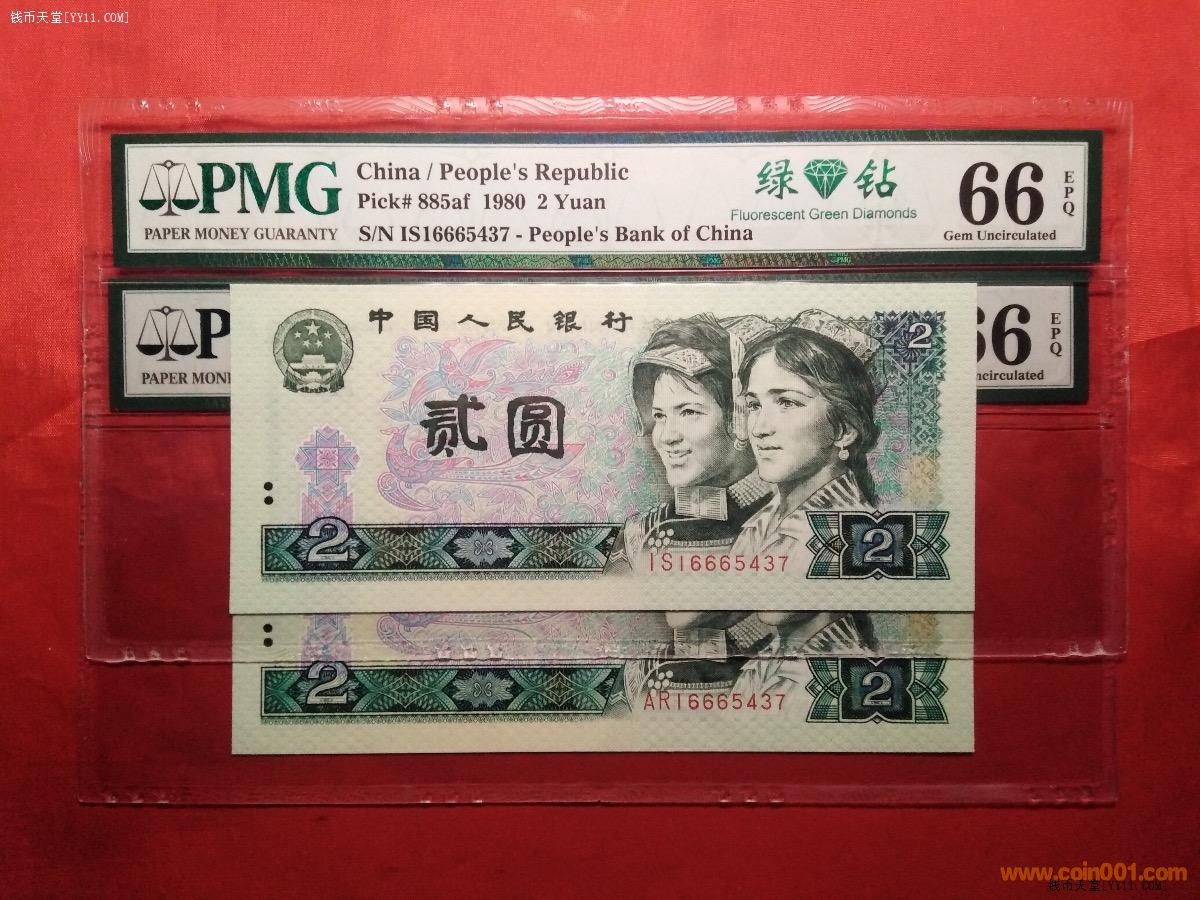 钱币天堂[YY11.COM]
PMG
PAPER MONEY GUARANTY
China / People's Republic
Pick# 885af 1980 2 Yuan
S/N IS16665437 - People's Bank of China
绿 钻
Fluorescent Green Diamonds
66
EPQ
Gem Uncirculated
P
PAPER MON
66
EPQ
ncirculated
中国人民银行
2
贰圆
2
IS16665437
2
2
AR16665437
2
www.coin001.com
钱币天堂[YY11.COM]